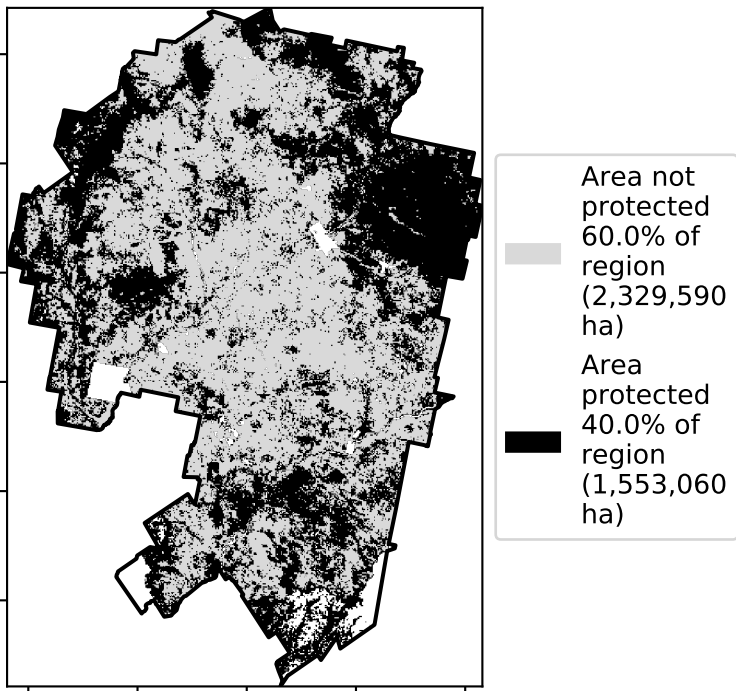 Area not
protected
60.0% of
region
(2,329,590
ha)
Area
protected
40.0% of
region
(1,553,060
ha)